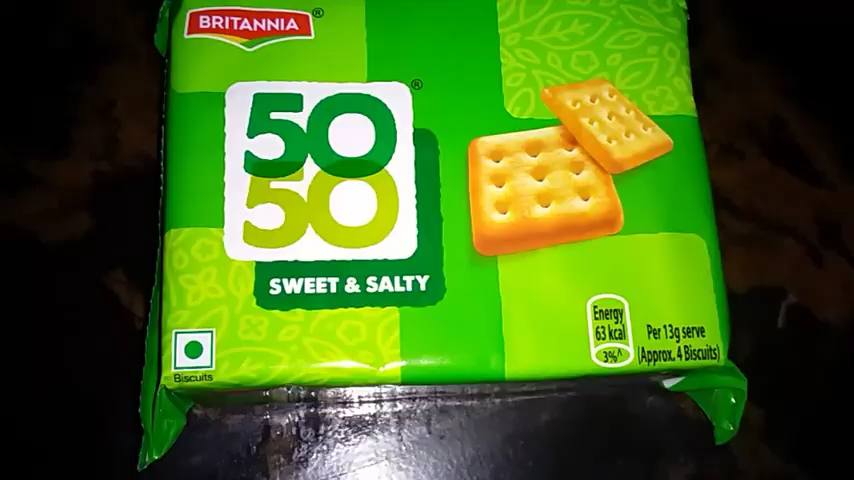 BRITANNIA ®
50 ®
50
SWEET & SALTY
Biscuits
Energy
63 kcal
3%^
Per 13g serve
(Approx. 4 Biscuits)